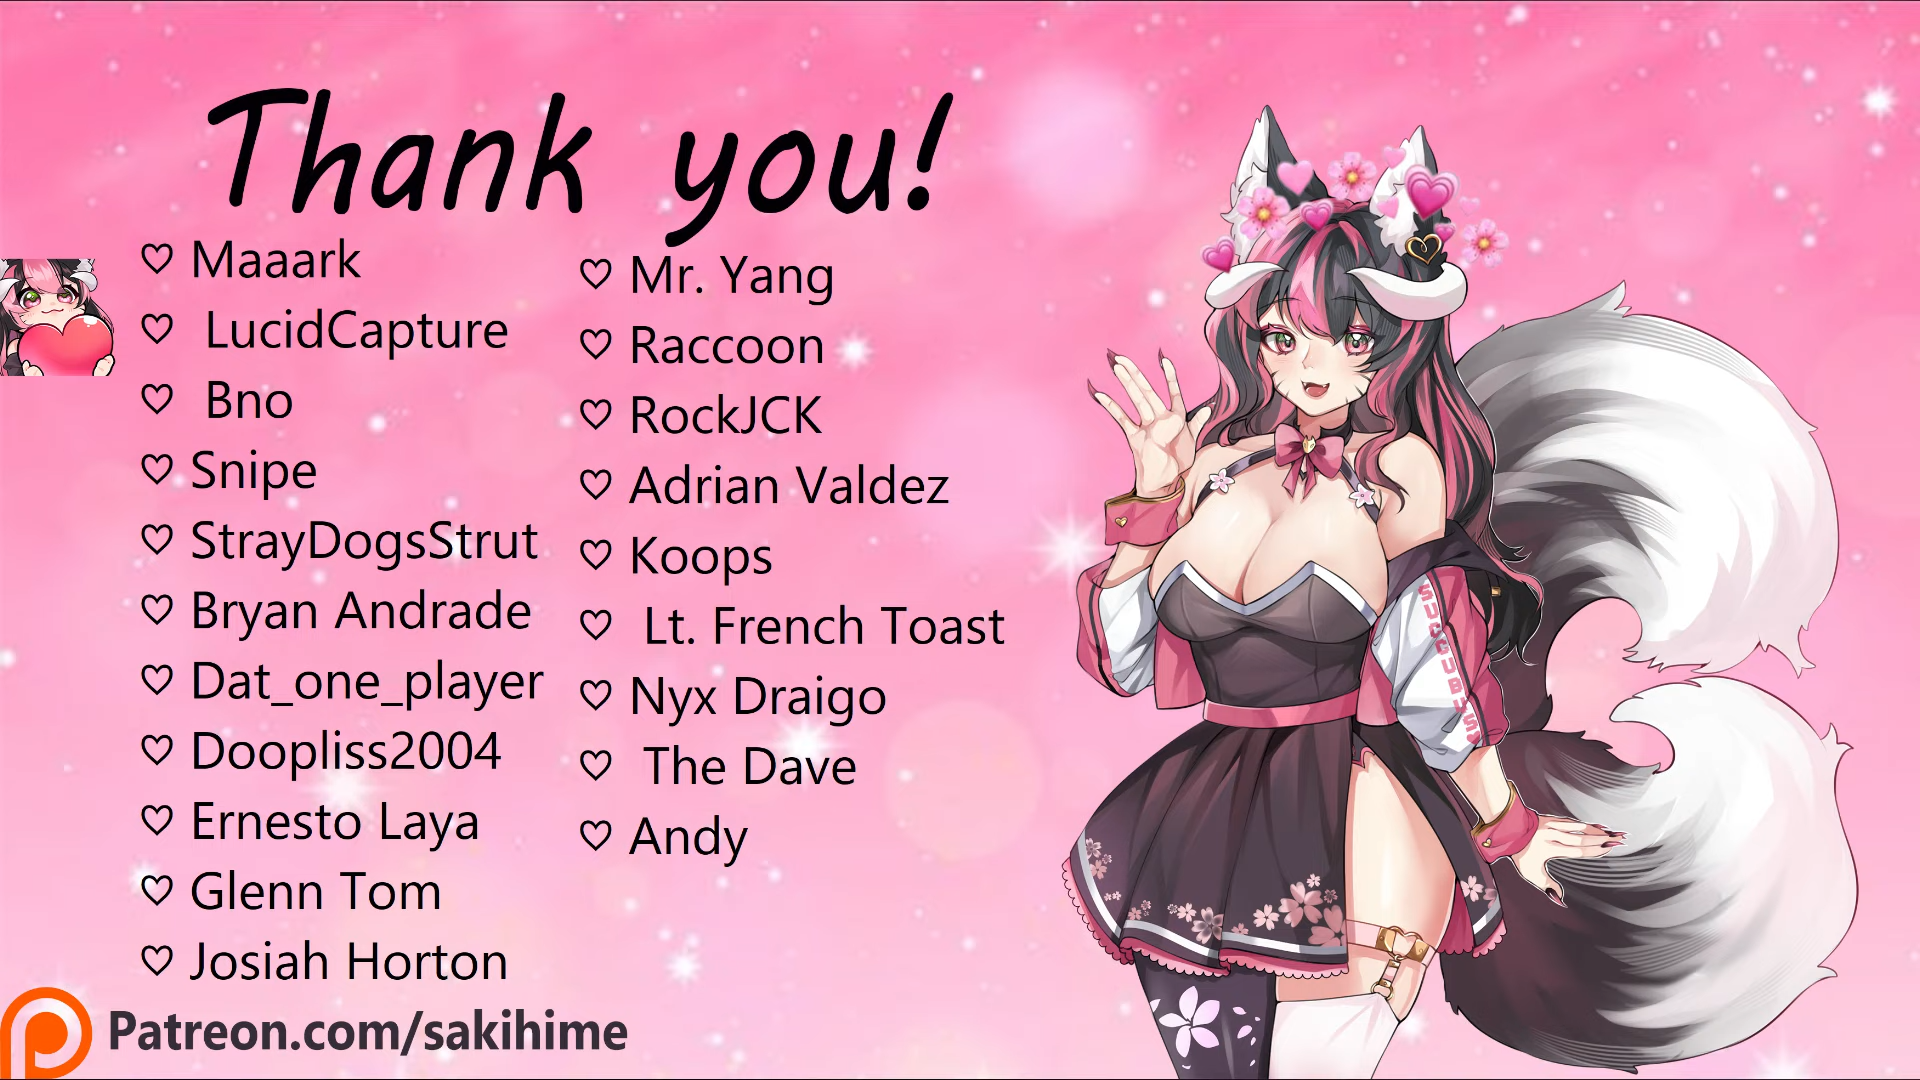 Thank you!
♡ Maaark
♡ LucidCapture
♡ Bno
♡ Snipe
♡ StrayDogsStrut
♡ Bryan Andrade
♡ Dat_one_player
♡ Doopliss2004
♡ Ernesto Laya
♡ Glenn Tom
♡ Josiah Horton
♡ Mr. Yang
♡ Raccoon
♡ RockJCK
♡ Adrian Valdez
♡ Koops
♡ Lt. French Toast
♡ Nyx Draigo
♡ The Dave
♡ Andy
SUCCUBUS
Patreon.com/sakihime